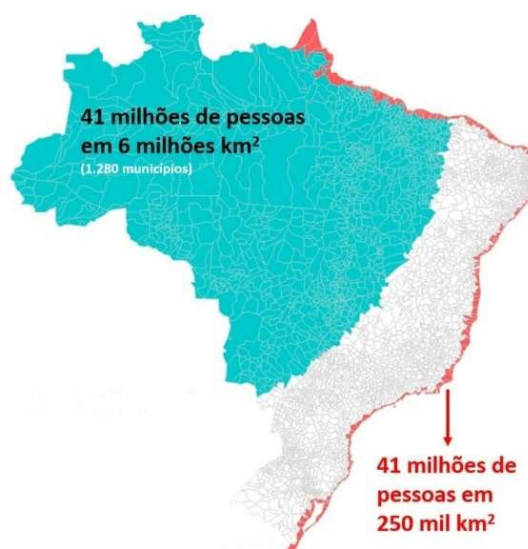 41 milhões de pessoas
em 6 milhões km²
(1.280 municípios)
41 milhões de
pessoas em
250 mil km²